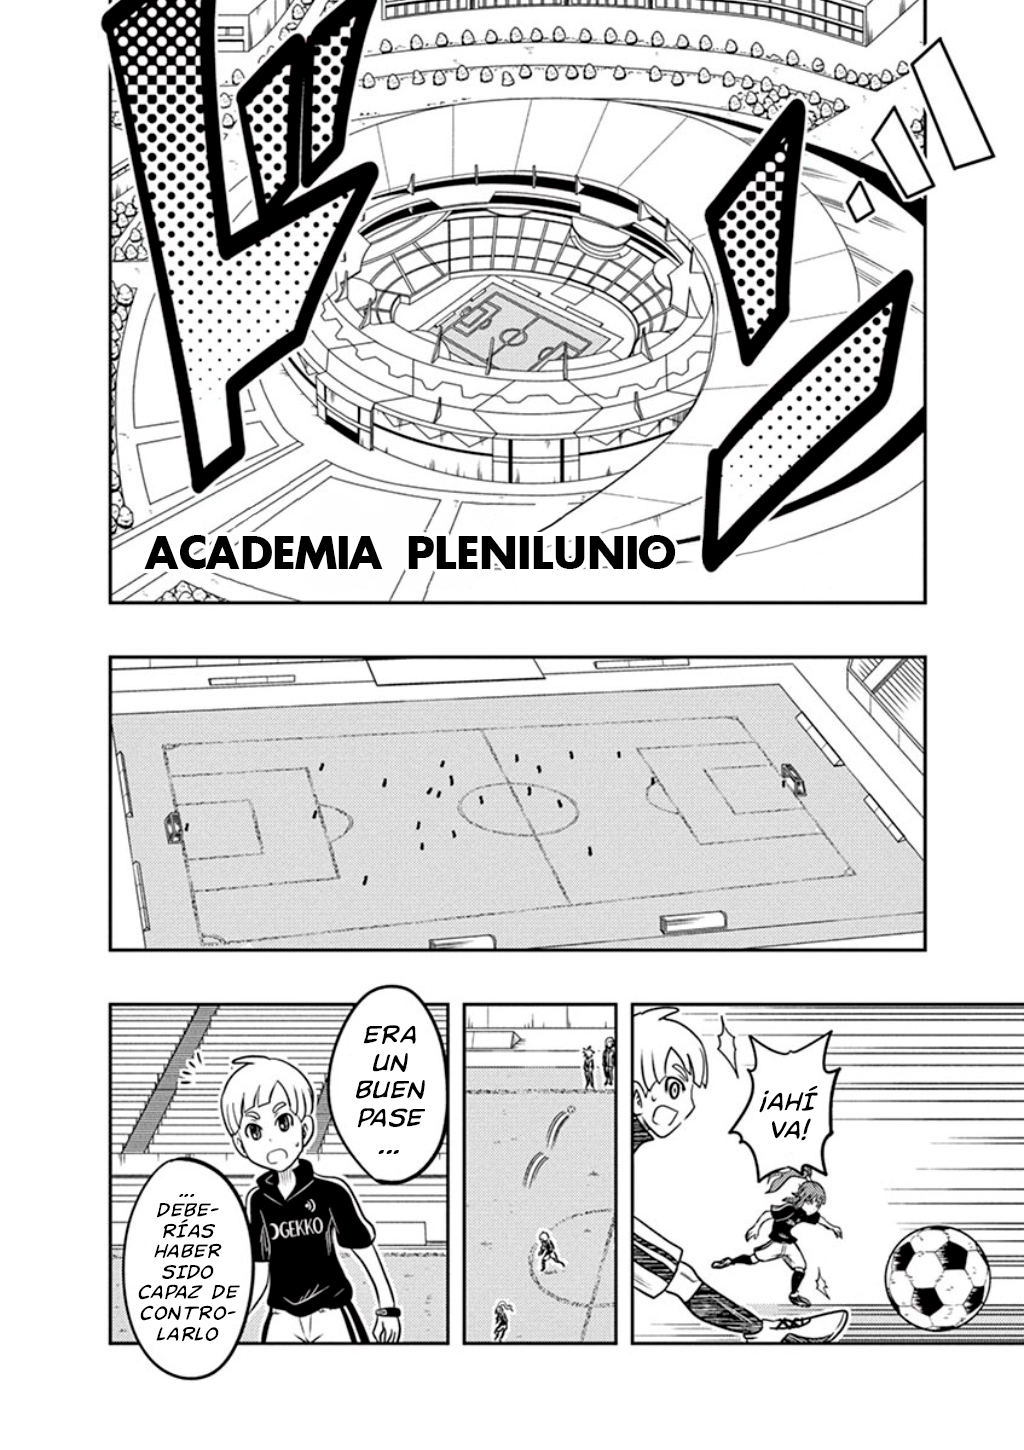 ACADEMIA PLENILUNIO
¡AHÍ
VA!
ERA
UN
BUEN
PASE
...
...
DEBE-
RÍAS
HABER
SIDO
CAPAZ DE
CONTRO-
LARLO
GEKKO